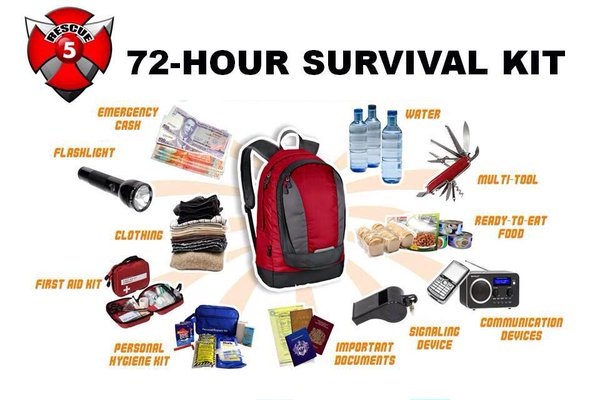 RESCUE
5
72-HOUR SURVIVAL KIT
EMERGENCY
CASH
WATER
FLASHLIGHT
MULTI-TOOL
CLOTHING
READY-TO-EAT
FOOD
FIRST AID KIT
COMMUNICATION
DEVICES
SIGNALING
DEVICE
PERSONAL
HYGIENE KIT
IMPORTANT
DOCUMENTS